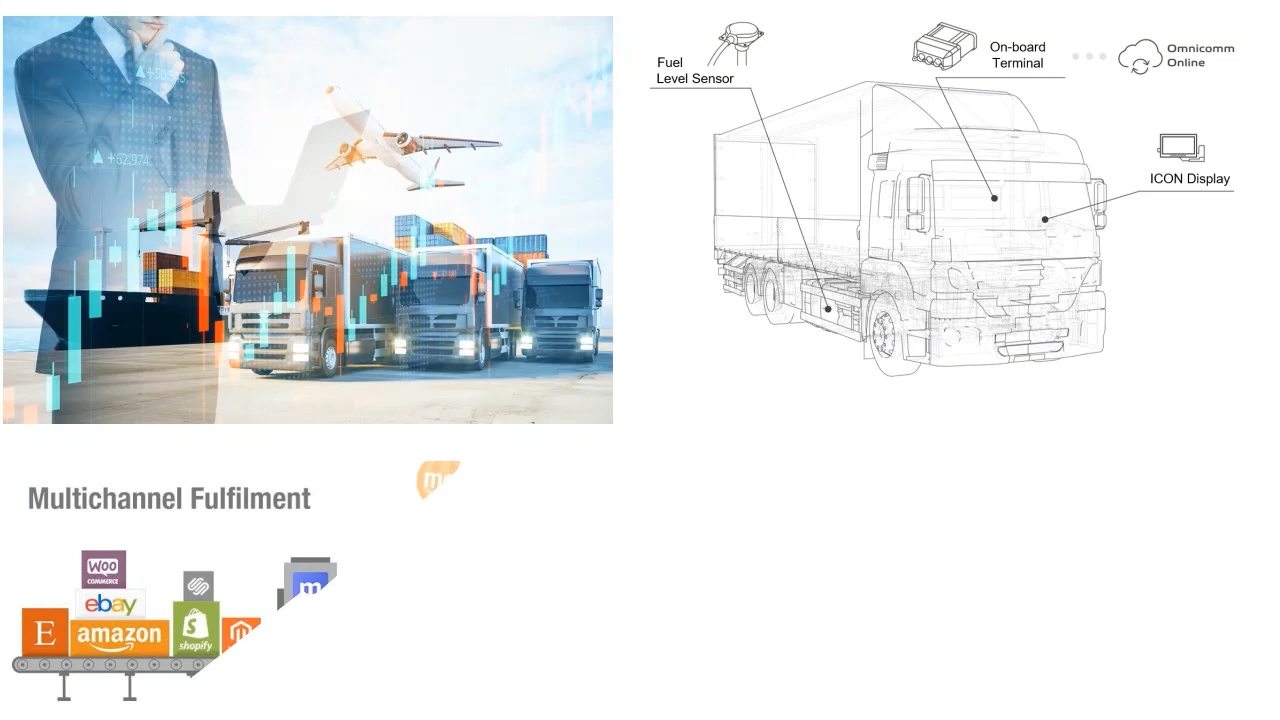 +62.974
Fuel
Level Sensor
On-board
Terminal
Omnicomm
Online
ICON Display
Multichannel Fulfilment
m
WOO
COMMERCE
ebay
E
amazon
shopify
m